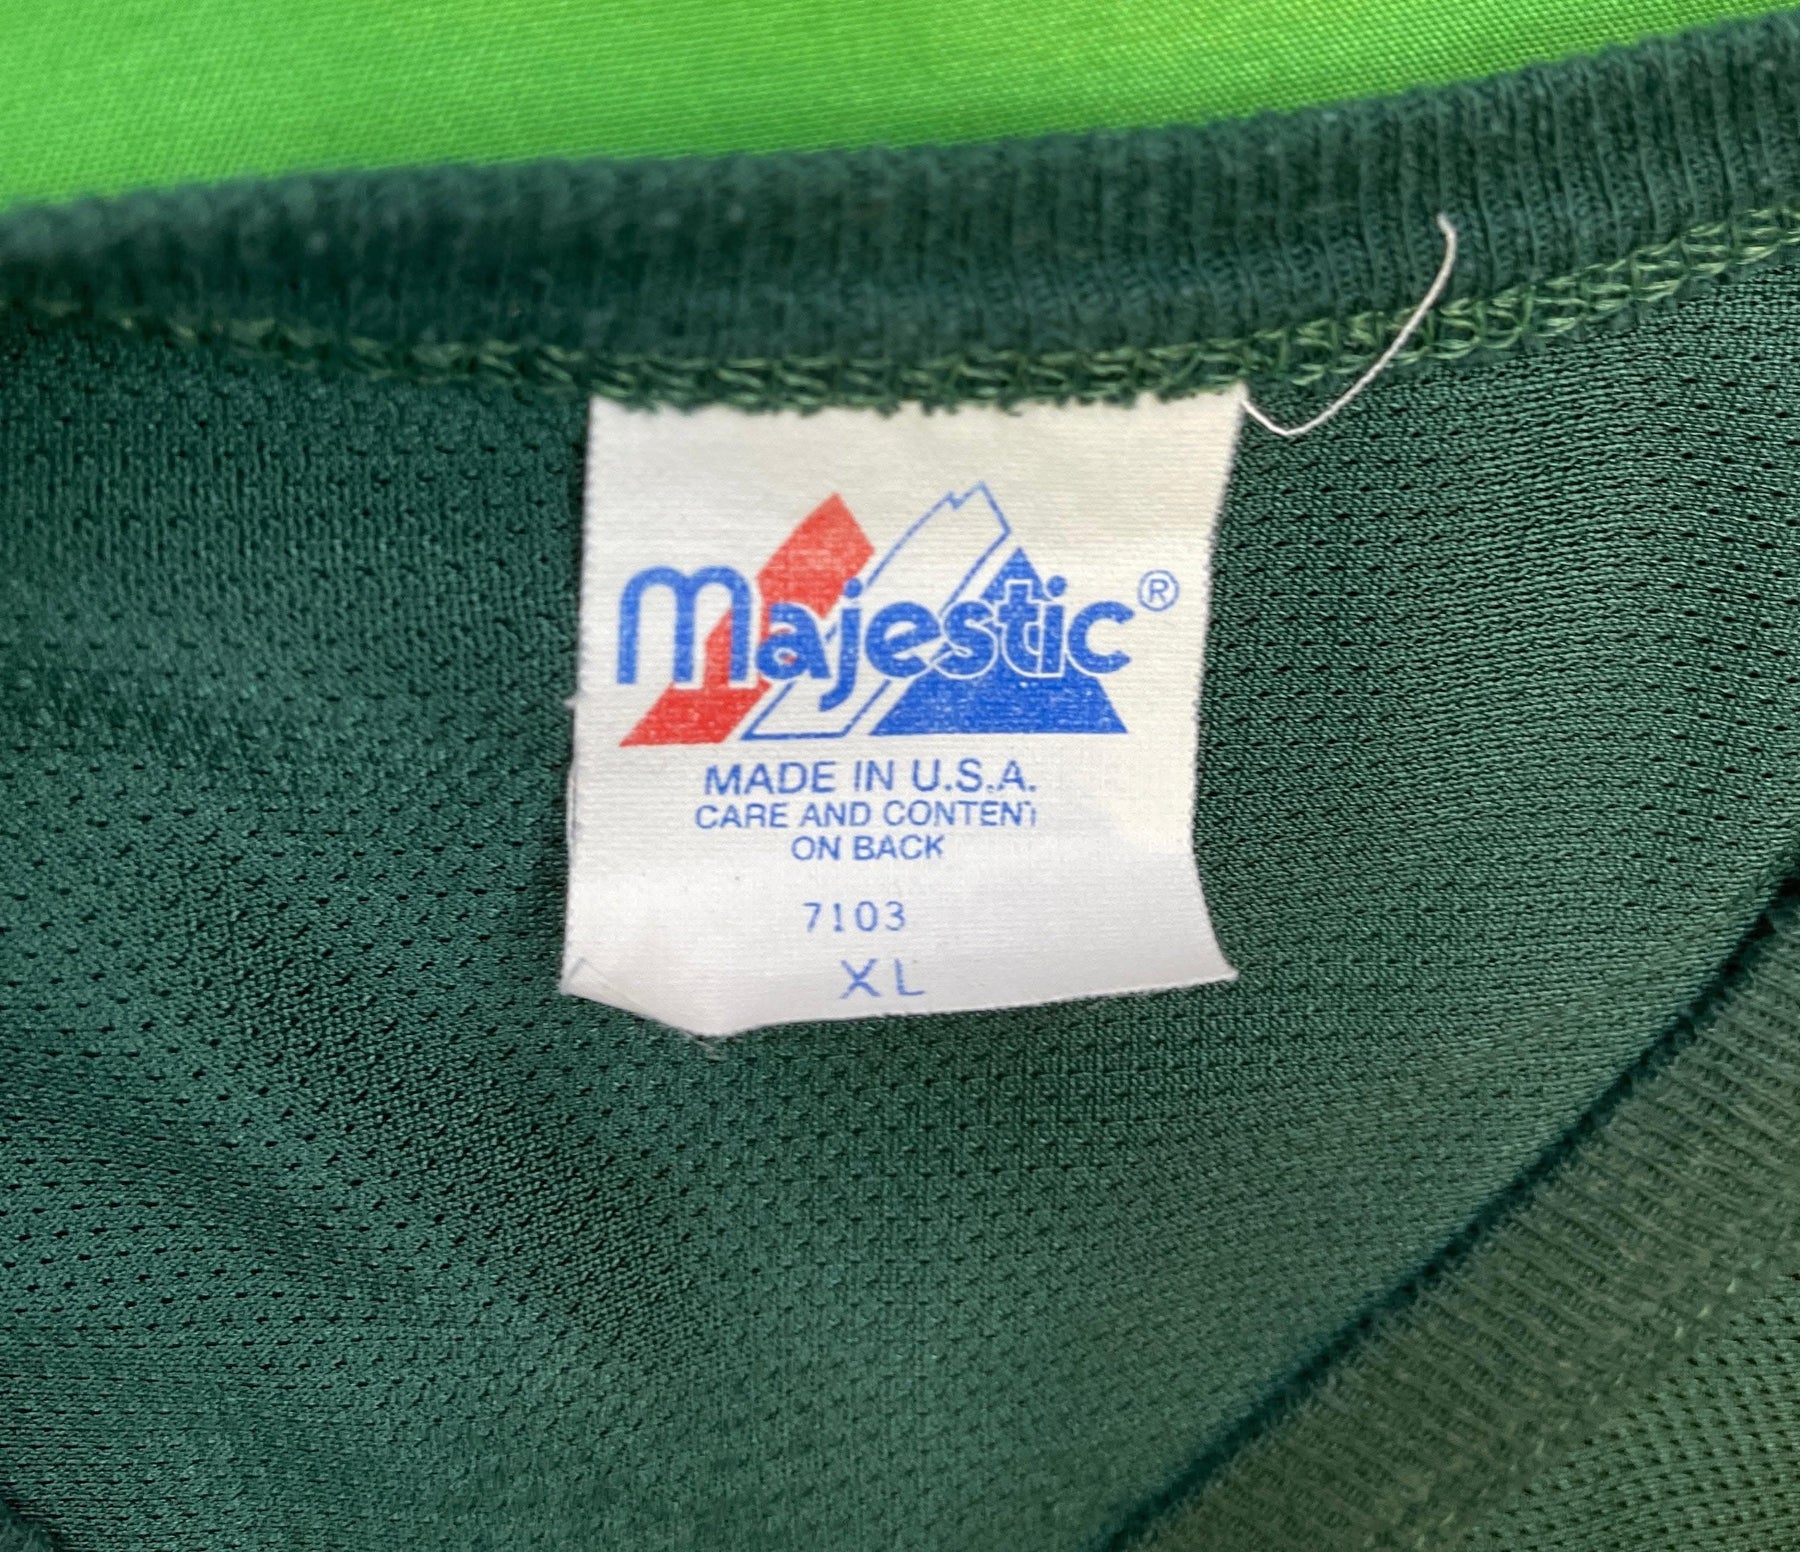 majestic®
MADE IN U.S.A.
CARE AND CONTENT
ON BACK
7103
XL